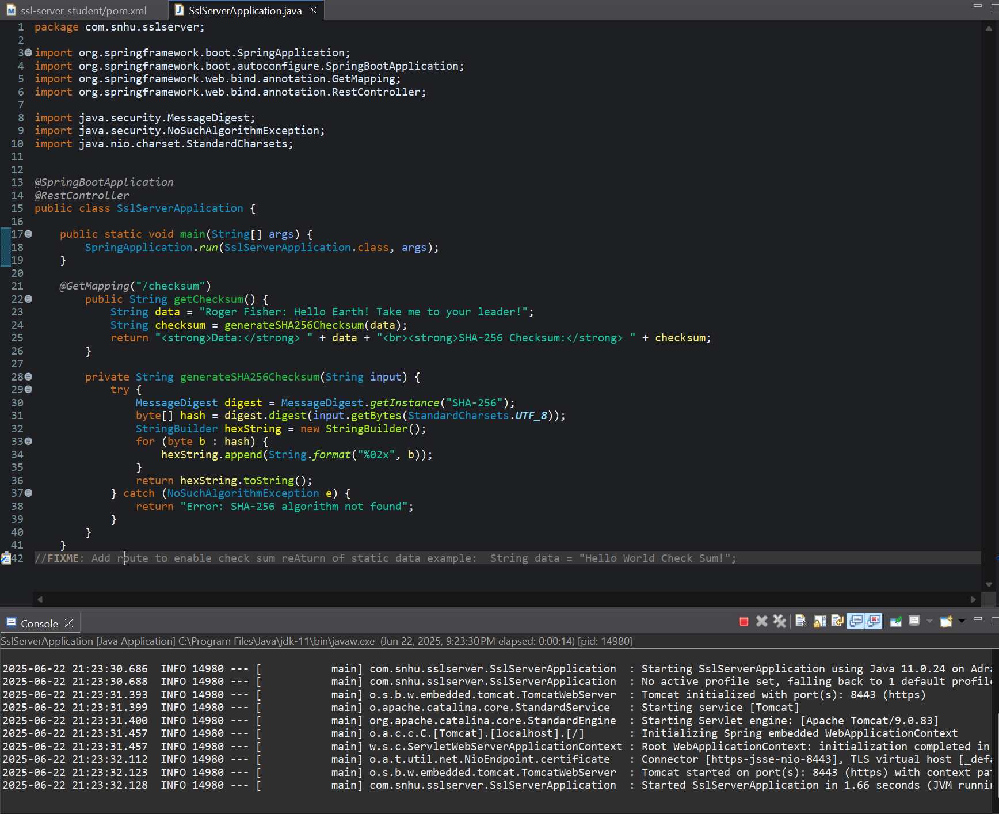 ssl-server_student/pom.xml
SslServerApplication.java
1 package com.snhu.sslserver;
2
3 import org.springframework.boot.SpringApplication;
4 import org.springframework.boot.autoconfigure.SpringBootApplication;
5 import org.springframework.web.bind.annotation.GetMapping;
6 import org.springframework.web.bind.annotation.RestController;
7
8 import java.security.MessageDigest;
9 import java.security.NoSuchAlgorithmException;
10 import java.nio.charset.StandardCharsets;
11
12
13 @SpringBootApplication
14 @RestController
15 public class SslServerApplication {
16
17     public static void main(String[] args) {
18         SpringApplication.run(SslServerApplication.class, args);
19     }
20
21     @GetMapping("/checksum")
22         public String getChecksum() {
23             String data = "Roger Fisher: Hello Earth! Take me to your leader!";
24             String checksum = generateSHA256Checksum(data);
25             return "<strong>Data:</strong> " + data + "<br><strong>SHA-256 Checksum:</strong> " + checksum;
26         }
27
28         private String generateSHA256Checksum(String input) {
29             try {
30                 MessageDigest digest = MessageDigest.getInstance("SHA-256");
31                 byte[] hash = digest.digest(input.getBytes(StandardCharsets.UTF_8));
32                 StringBuilder hexString = new StringBuilder();
33                 for (byte b : hash) {
34                     hexString.append(String.format("%02x", b));
35                 }
36                 return hexString.toString();
37             } catch (NoSuchAlgorithmException e) {
38                 return "Error: SHA-256 algorithm not found";
39             }
40         }
41     }
42 //FIXME: Add route to enable check sum reAturn of static data example:  String data = "Hello World Check Sum!";
Console
SslServerApplication [Java Application] C:\Program Files\Java\jdk-11\bin\javaw.exe (Jun 22, 2025, 9:23:30 PM elapsed: 0:00:14) [pid: 14980]
2025-06-22 21:23:30.686  INFO 14980 --- [           main] com.snhu.sslserver.SslServerApplication  : Starting SslServerApplication using Java 11.0.24 on Adra
2025-06-22 21:23:30.688  INFO 14980 --- [           main] com.snhu.sslserver.SslServerApplication  : No active profile set, falling back to 1 default profile
2025-06-22 21:23:31.393  INFO 14980 --- [           main] o.s.b.w.embedded.tomcat.TomcatWebServer  : Tomcat initialized with port(s): 8443 (https)
2025-06-22 21:23:31.399  INFO 14980 --- [           main] o.apache.catalina.core.StandardService   : Starting service [Tomcat]
2025-06-22 21:23:31.400  INFO 14980 --- [           main] org.apache.catalina.core.StandardEngine  : Starting Servlet engine: [Apache Tomcat/9.0.83]
2025-06-22 21:23:31.457  INFO 14980 --- [           main] o.a.c.c.C.[Tomcat].[localhost].[/]       : Initializing Spring embedded WebApplicationContext
2025-06-22 21:23:31.457  INFO 14980 --- [           main] w.s.c.ServletWebServerApplicationContext : Root WebApplicationContext: initialization completed in
2025-06-22 21:23:32.112  INFO 14980 --- [           main] o.a.t.util.net.NioEndpoint.certificate   : Connector [https-jsse-nio-8443], TLS virtual host [_defa
2025-06-22 21:23:32.123  INFO 14980 --- [           main] o.s.b.w.embedded.tomcat.TomcatWebServer  : Tomcat started on port(s): 8443 (https) with context pat
2025-06-22 21:23:32.128  INFO 14980 --- [           main] com.snhu.sslserver.SslServerApplication  : Started SslServerApplication in 1.66 seconds (JVM runnin